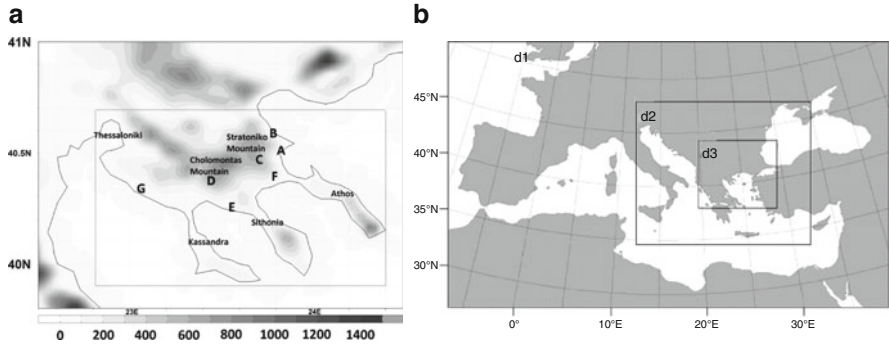 a
41N
40.5N
40N
Thessaloniki
Stratoniko
Mountain
B
A
C
Cholomontas
Mountain
D
F
G
E
Athos
Sithonia
Kassandra
23E
24E
0 200 400 600 800 1000 1200 1400
b
d1
d2
d3
45°N
40°N
35°N
30°N
0° 10°E 20°E 30°E